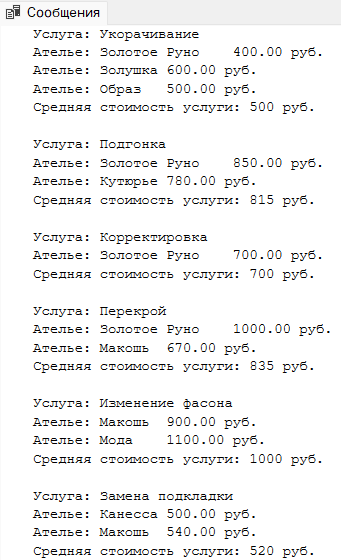 Сообщения
Услуга: Укорачивание
Ателье: Золотое Руно 400.00 руб.
Ателье: Золушка 600.00 руб.
Ателье: Образ 500.00 руб.
Средняя стоимость услуги: 500 руб.
Услуга: Подгонка
Ателье: Золотое Руно 850.00 руб.
Ателье: Кутюрье 780.00 руб.
Средняя стоимость услуги: 815 руб.
Услуга: Корректировка
Ателье: Золотое Руно 700.00 руб.
Средняя стоимость услуги: 700 руб.
Услуга: Перекрой
Ателье: Золотое Руно 1000.00 руб.
Ателье: Макошь 670.00 руб.
Средняя стоимость услуги: 835 руб.
Услуга: Изменение фасона
Ателье: Макошь 900.00 руб.
Ателье: Мода 1100.00 руб.
Средняя стоимость услуги: 1000 руб.
Услуга: Замена подкладки
Ателье: Канесса 500.00 руб.
Ателье: Макошь 540.00 руб.
Средняя стоимость услуги: 520 руб.